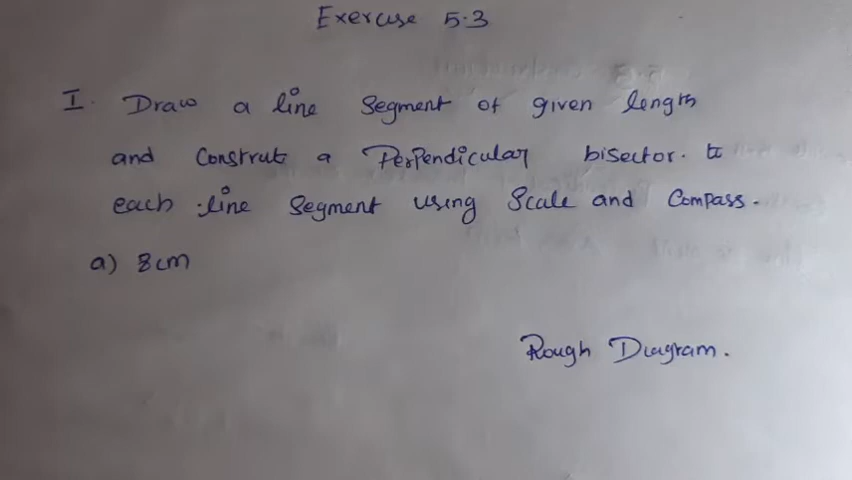 Exercise 5.3
I. Draw a line segment of given length
and Construt a Perpendicular bisector. to
each line segment using Scale and Compass.
a) 8cm
Rough Diagram.